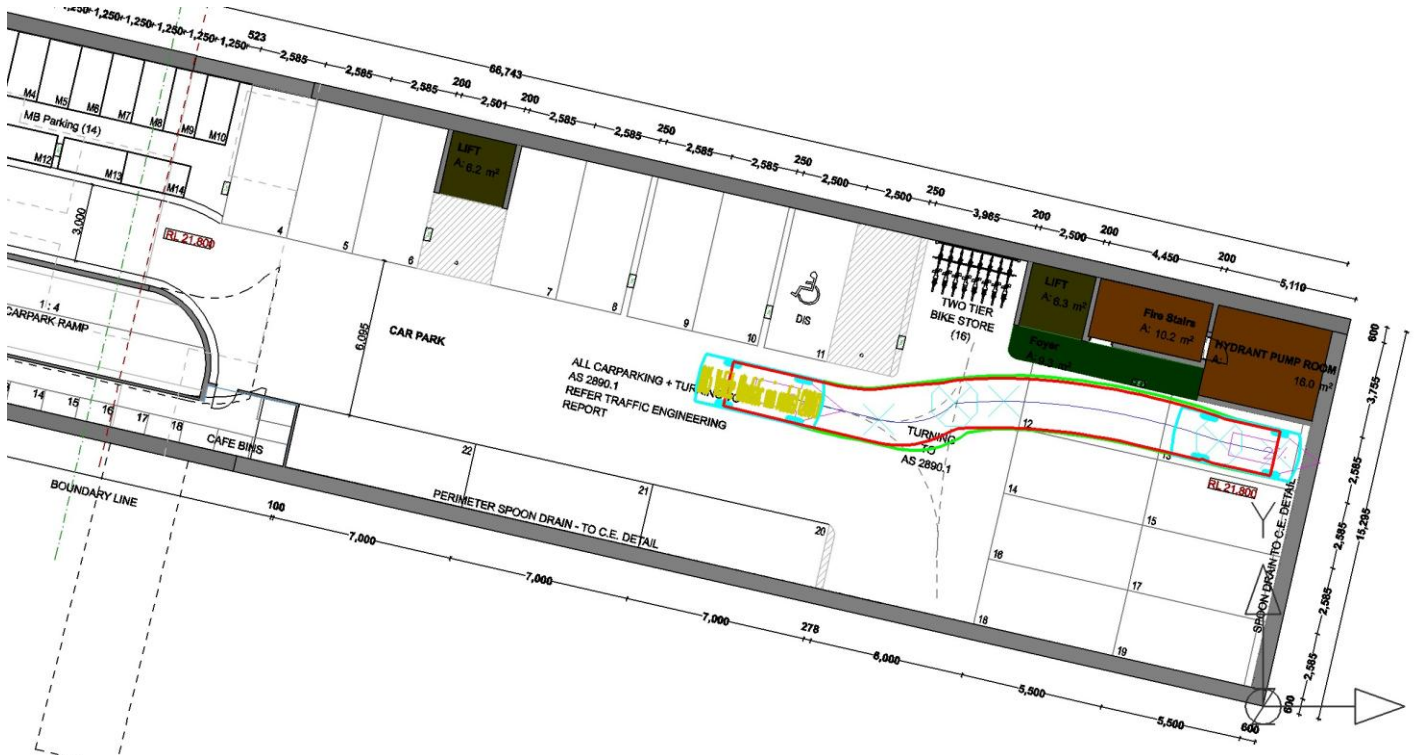 1,250
1,250
1,250
1,250
1,250
1,250
523
2,585
2,585
2,585
200
2,501
200
2,585
2,585
250
2,585
2,585
250
2,500
2,500
250
3,965
200
2,500
200
4,450
200
5,110
66,743
M4
M5
M6
M7
M8
M9
M10
MB Parking (14)
M12
M13
M14
3,000
RL 21,800
4
5
6
7
8
9
10
11
LIFT
A: 6.2 m²
DIS
TWO TIER
BIKE STORE
(16)
LIFT
A: 6.3 m²
Fire Stairs
A: 10.2 m²
HYDRANT PUMP ROOM
A:
16.0 m²
Foyer
1 : 4
CARPARK RAMP
CAR PARK
6,095
ALL CARPARKING + TURNING TO
AS 2890.1
REFER TRAFFIC ENGINEERING
REPORT
TURNING
TO
AS 2890.1
12
13
RL 21,800
14
15
16
17
18
19
14
15
16
17
18
CAFE BINS
22
21
20
BOUNDARY LINE
PERIMETER SPOON DRAIN - TO C.E. DETAIL
SPOON DRAIN TO C.E. DETAIL
100
7,000
7,000
7,000
278
6,000
5,500
5,500
600
600
3,755
2,585
2,585
2,585
2,585
600
15,295